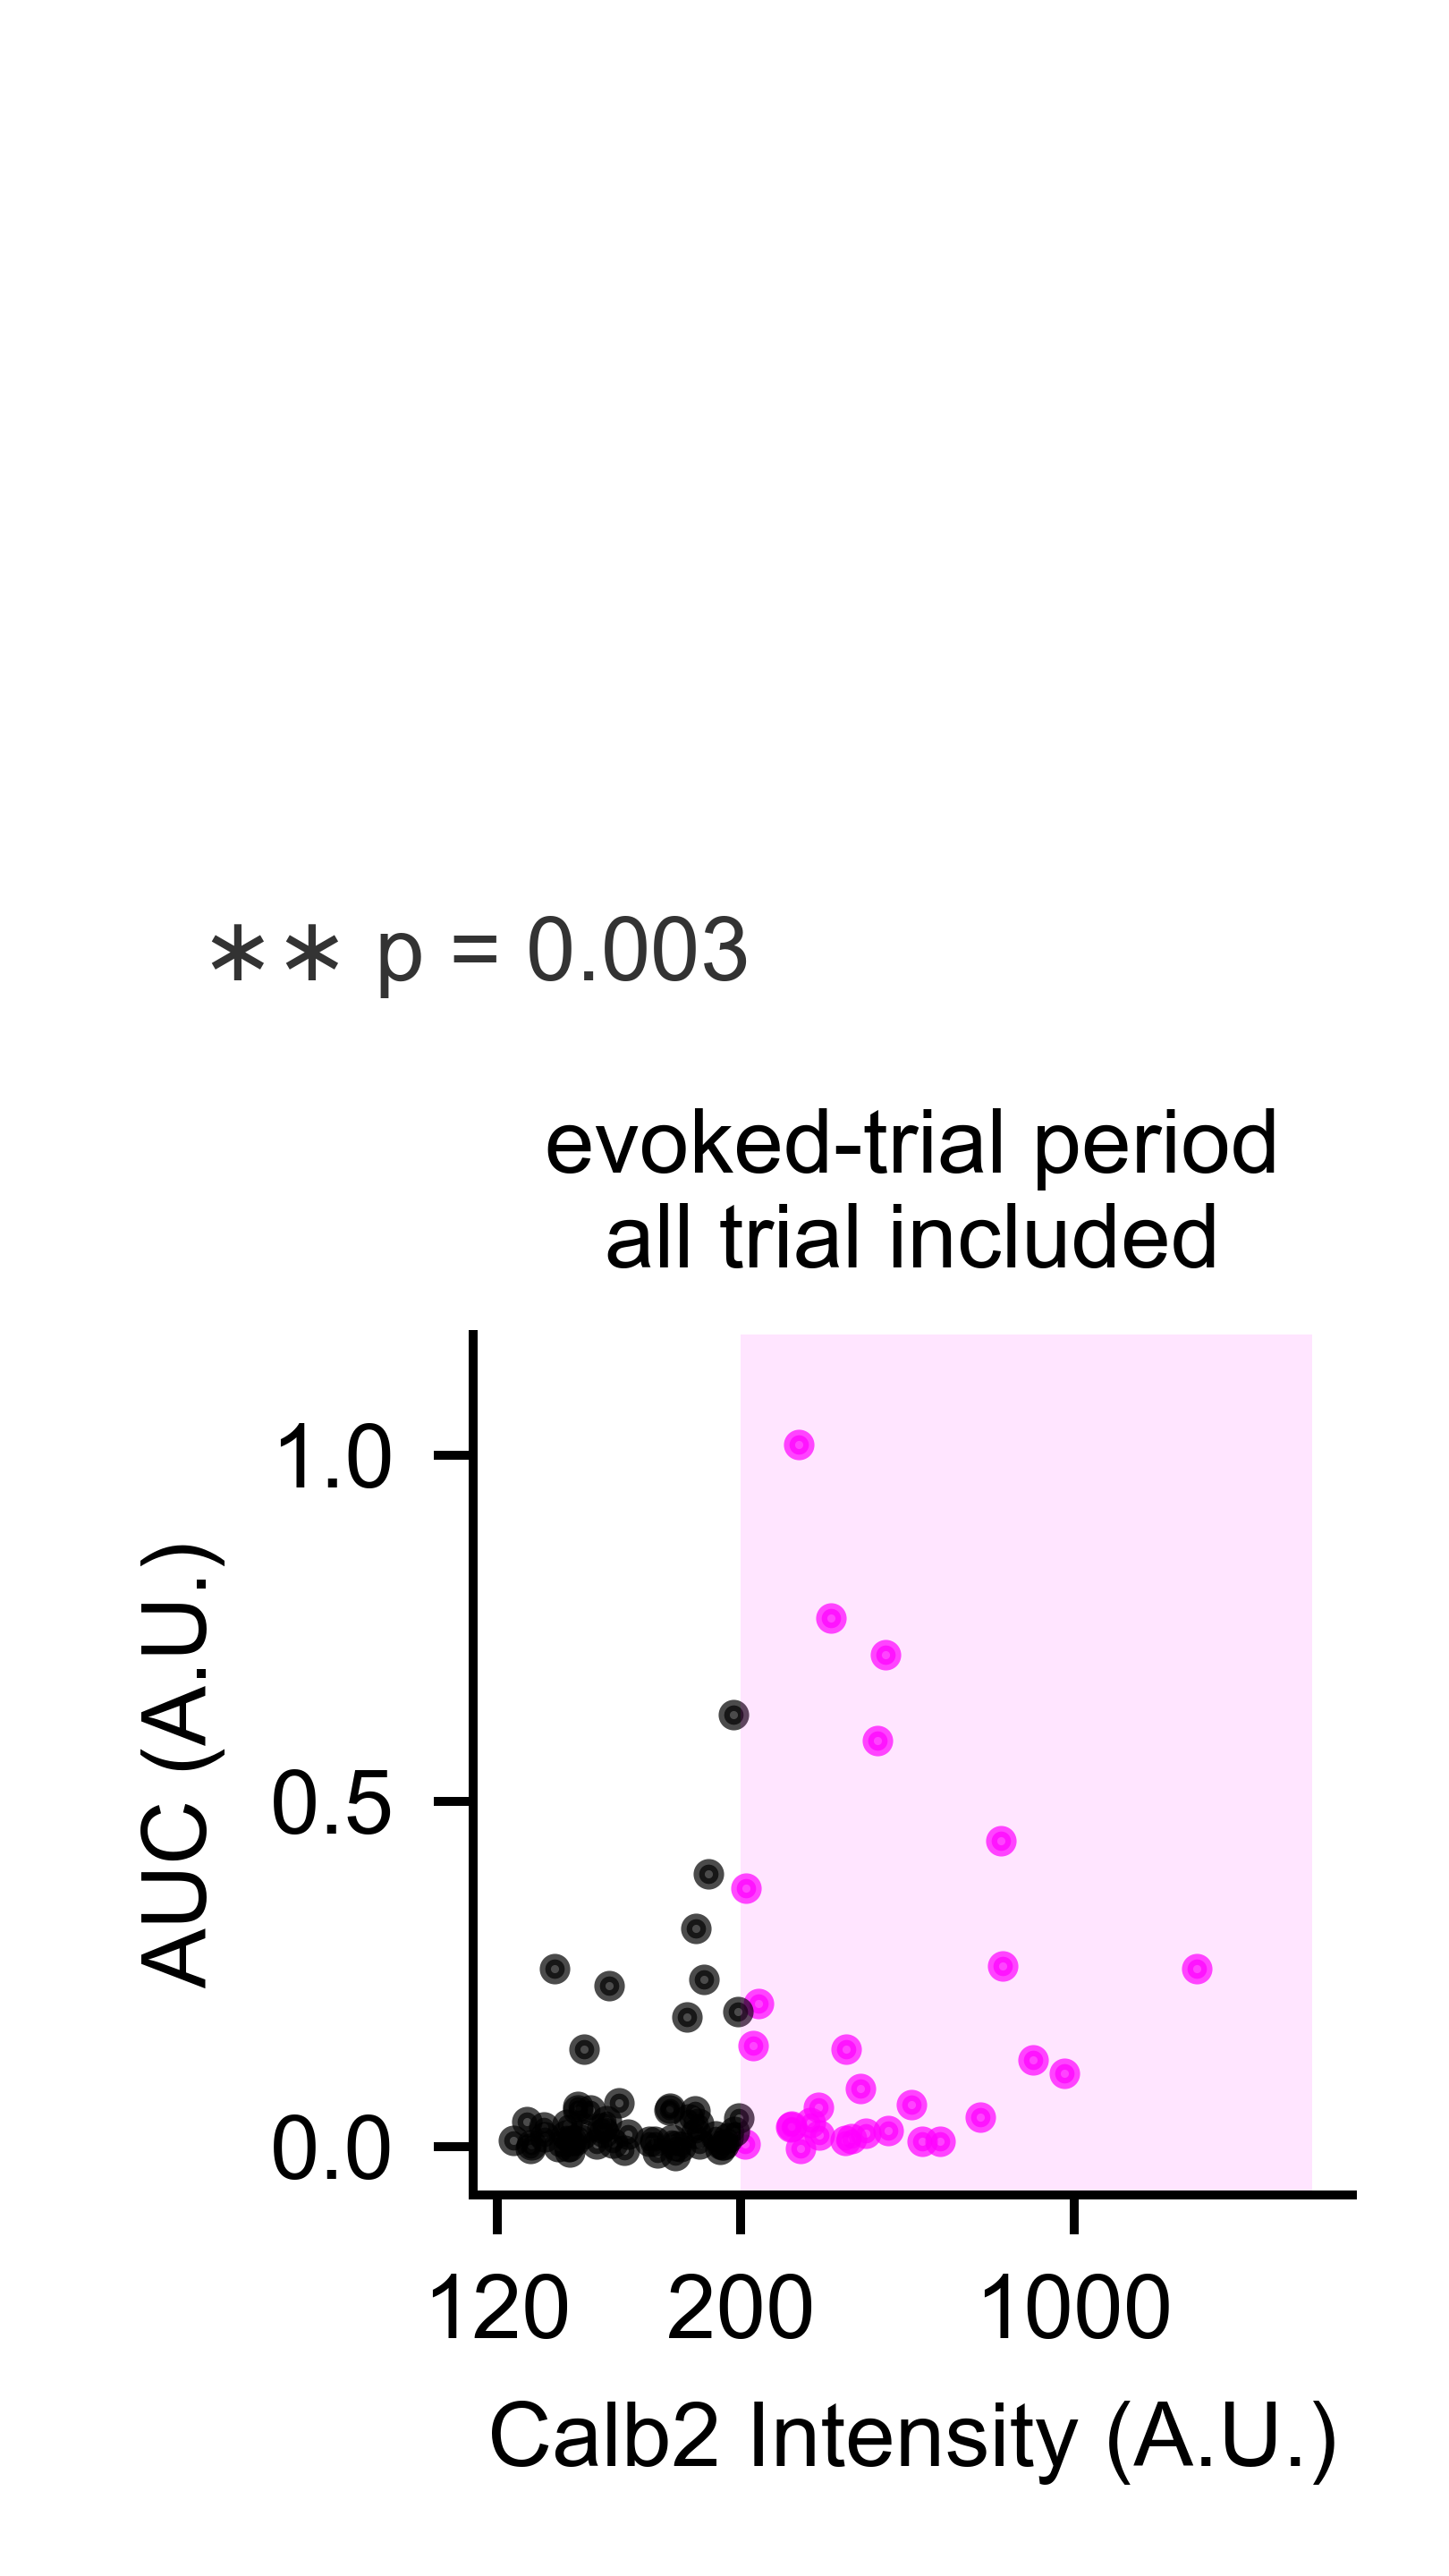 ∗∗ p = 0.003
evoked-trial period
all trial included
1.0
0.5
0.0
AUC (A.U.)
120 200 1000
Calb2 Intensity (A.U.)